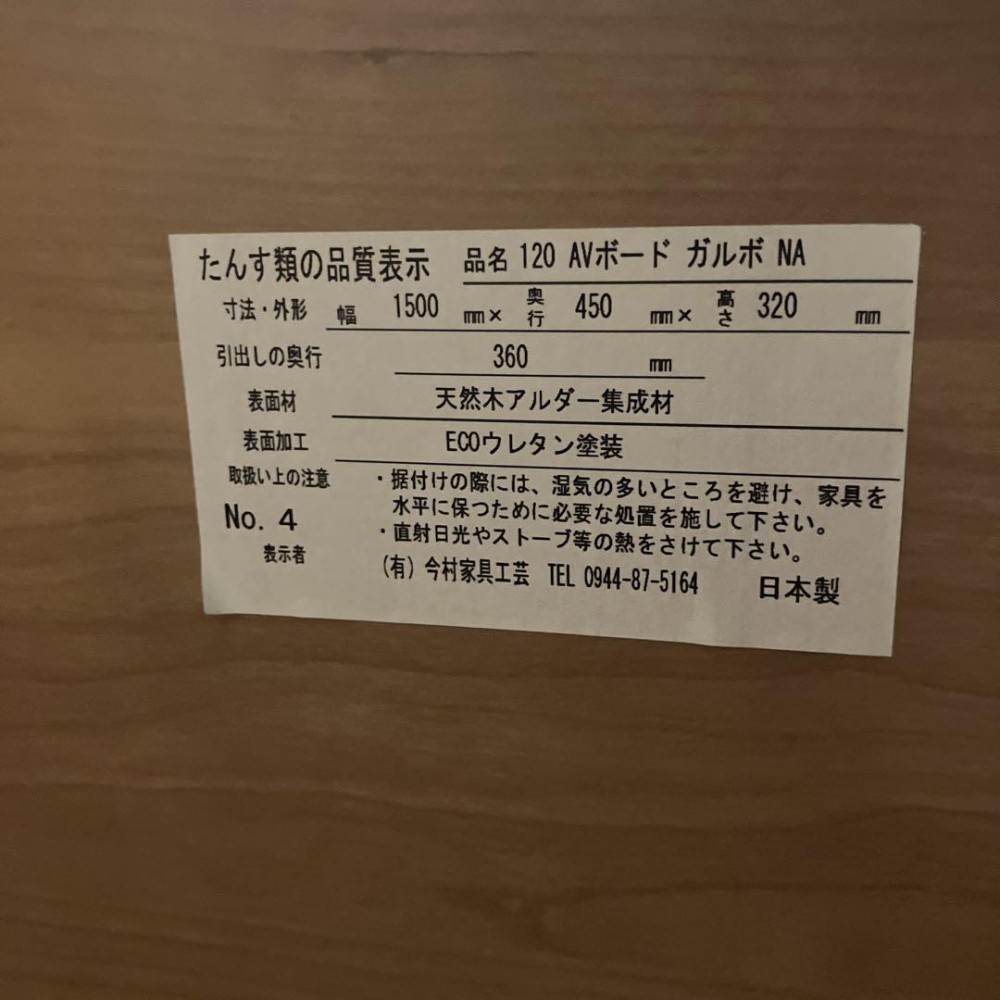 たんす類の品質表示 品名 120 AVボード ガルボ NA
寸法・外形 幅 1500 mm× 奥行 450 mm× 高さ 320 mm
引出しの奥行 360 mm
表面材 天然木アルダー集成材
表面加工 ECOウレタン塗装
取扱い上の注意 ・据付けの際には、湿気の多いところを避け、家具を
水平に保つために必要な処置を施して下さい。
No. 4 ・直射日光やストーブ等の熱をさけて下さい。
表示者 (有) 今村家具工芸 TEL 0944-87-5164 日本製